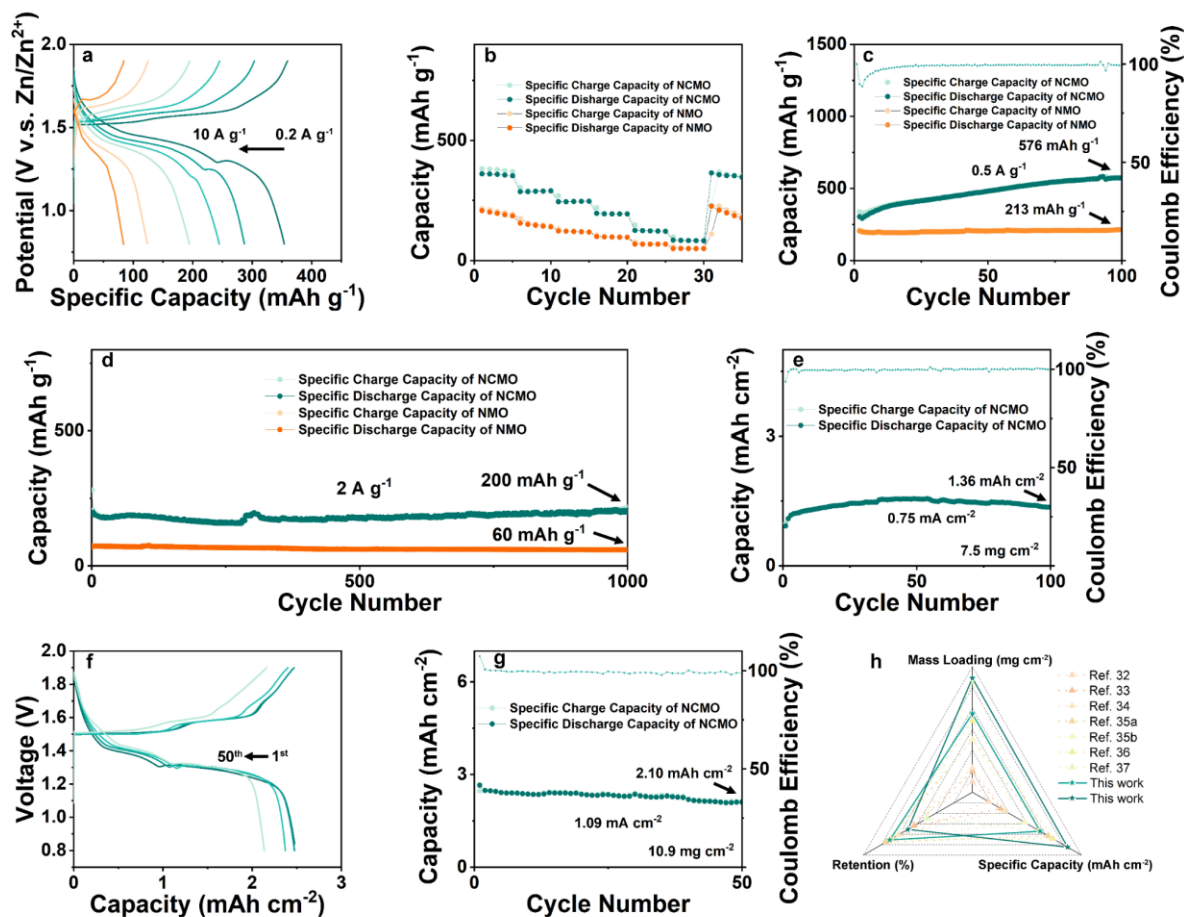 a
Potential (V v.s. Zn/Zn²⁺)
2.0
1.5
1.0
10 A g⁻¹ 0.2 A g⁻¹
0 100 200 300 400
Specific Capacity (mAh g⁻¹)
b
Capacity (mAh g⁻¹)
500
0
Specific Charge Capacity of NCMO
Specific Disharge Capacity of NCMO
Specific Charge Capacity of NMO
Specific Disharge Capacity of NMO
0 10 20 30
Cycle Number
c
Capacity (mAh g⁻¹)
1500
1000
500
0
Specific Charge Capacity of NCMO
Specific Discharge Capacity of NCMO
Specific Charge Capacity of NMO
Specific Discharge Capacity of NMO
576 mAh g⁻¹
0.5 A g⁻¹
213 mAh g⁻¹
100
50
0
Coulomb Efficiency (%)
0 50 100
Cycle Number
d
Capacity (mAh g⁻¹)
500
0
Specific Charge Capacity of NCMO
Specific Discharge Capacity of NCMO
Specific Charge Capacity of NMO
Specific Discharge Capacity of NMO
2 A g⁻¹
200 mAh g⁻¹
60 mAh g⁻¹
0 500 1000
Cycle Number
e
Capacity (mAh cm⁻²)
3
0
Specific Charge Capacity of NCMO
Specific Discharge Capacity of NCMO
1.36 mAh cm⁻²
0.75 mA cm⁻²
7.5 mg cm⁻²
100
50
0
Coulomb Efficiency (%)
0 50 100
Cycle Number
f
Voltage (V)
2.0
1.8
1.6
1.4
1.2
1.0
0.8
50ᵗʰ 1ˢᵗ
0 1 2 3
Capacity (mAh cm⁻²)
g
Capacity (mAh cm⁻²)
6
3
0
Specific Charge Capacity of NCMO
Specific Discharge Capacity of NCMO
2.10 mAh cm⁻²
1.09 mA cm⁻²
10.9 mg cm⁻²
100
50
0
Coulomb Efficiency (%)
0 50
Cycle Number
h
Mass Loading (mg cm⁻²)
Ref. 32
Ref. 33
Ref. 34
Ref. 35a
Ref. 35b
Ref. 36
Ref. 37
This work
This work
Retention (%)
Specific Capacity (mAh cm⁻²)